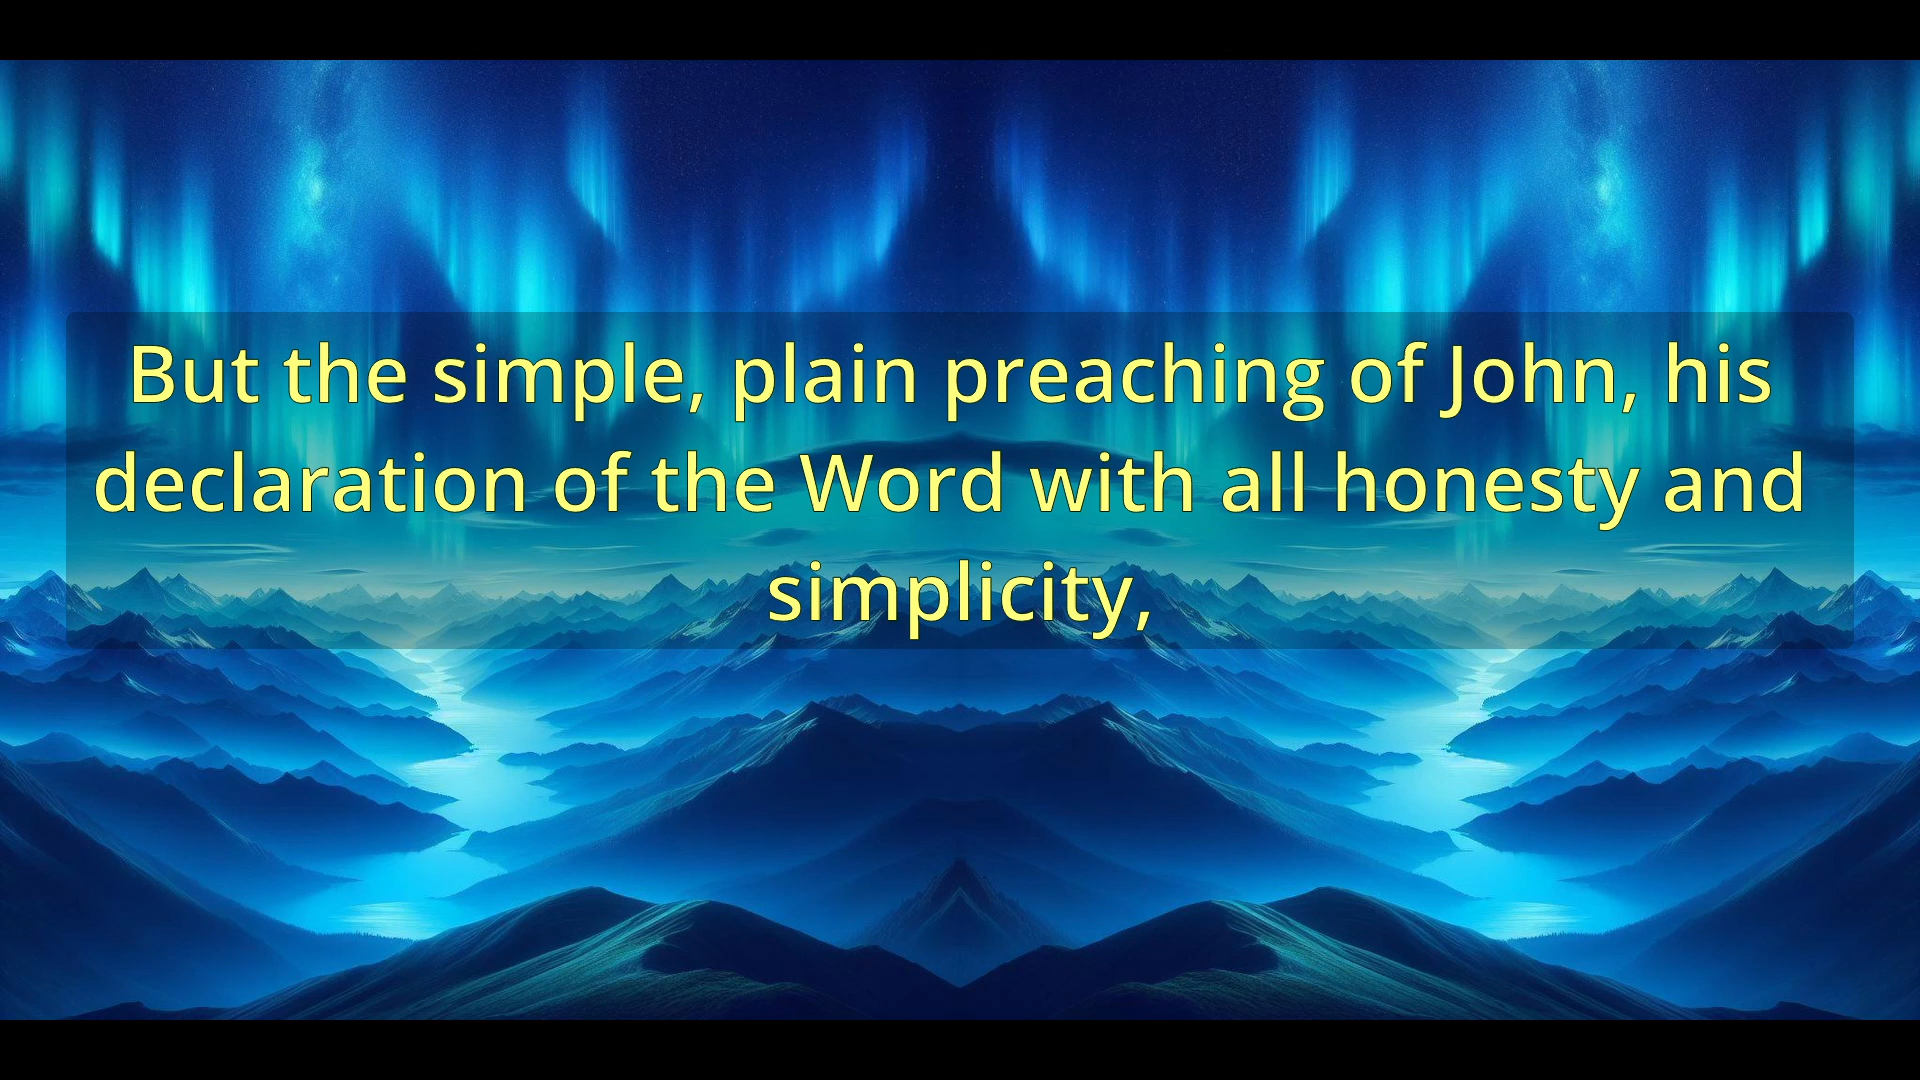 But the simple, plain preaching of John, his
declaration of the Word with all honesty and
simplicity,